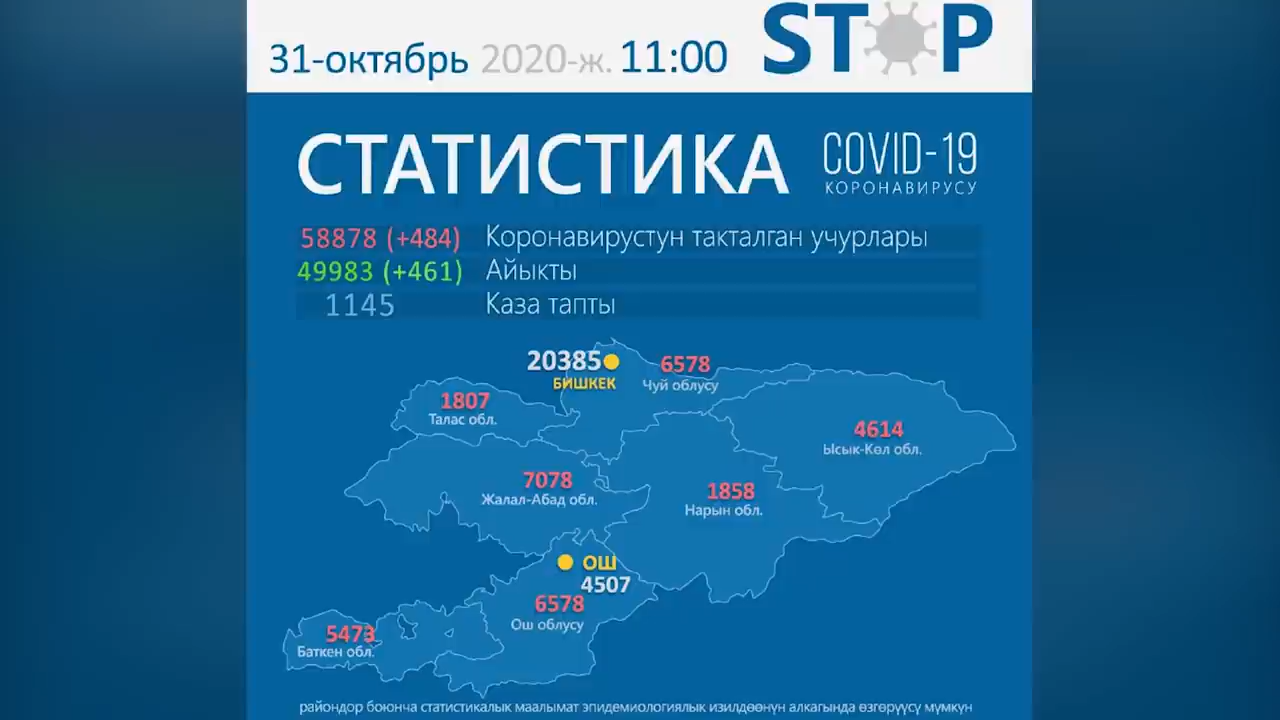 31-октябрь 2020-ж. 11:00 STOP
СТАТИСТИКА COVID-19
КОРОНАВИРУСУ
58878 (+484) Коронавирустун такталган учурлары
49983 (+461) Айыкты
1145 Каза тапты
20385 6578
БИШКЕК Чуй облусу
1807
Талас обл.
4614
Ысык-Көл обл.
7078
Жалал-Абад обл.
1858
Нарын обл.
ОШ
4507
6578
Ош облусу
5473
Баткен обл.
райондор боюнча статистикалык маалымат эпидемиологиялык изилдөөнүн алкагында өзгөрүүсү мүмкүн